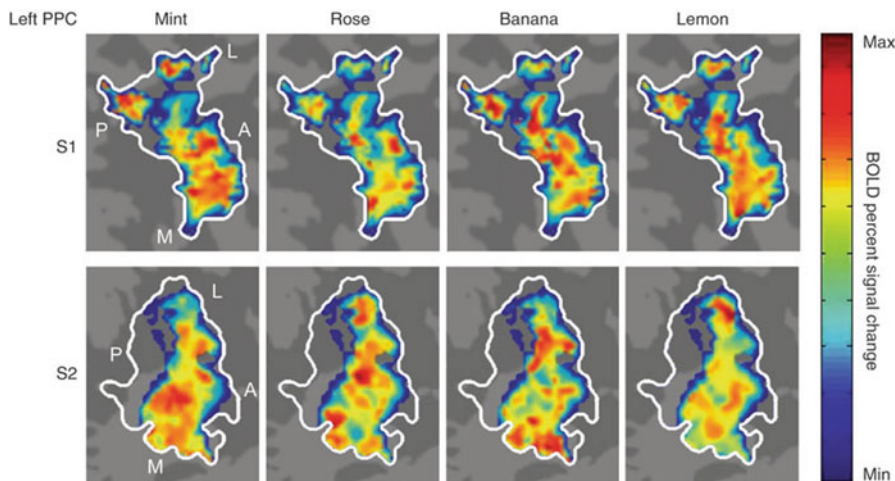 Left PPC
Mint
Rose
Banana
Lemon
Max
L
P
A
S1
M
BOLD percent signal change
L
P
S2
A
M
Min